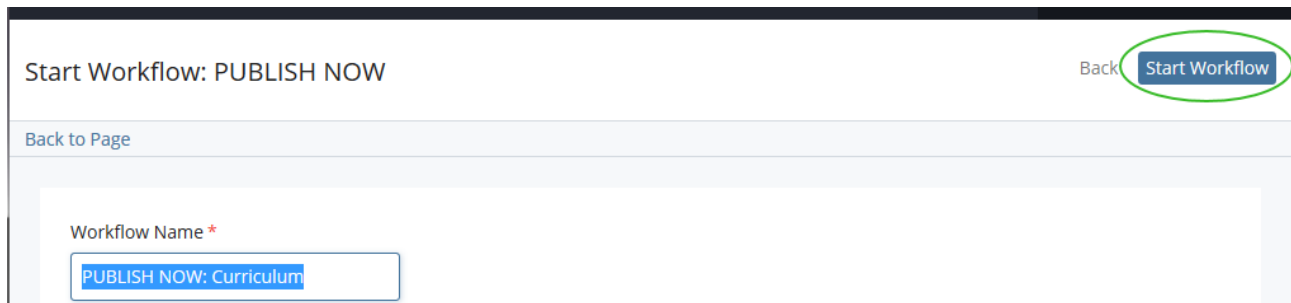 Start Workflow: PUBLISH NOW
Back
Start Workflow
Back to Page
Workflow Name *
PUBLISH NOW: Curriculum